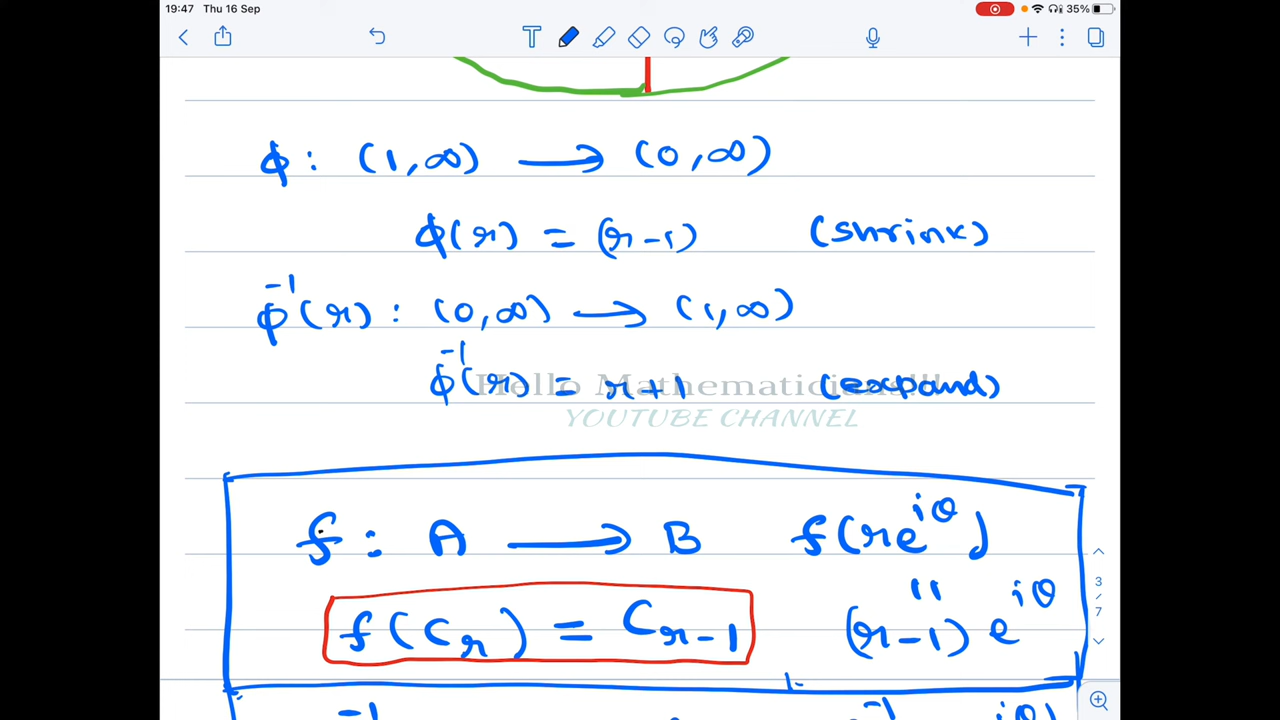 19:47 Thu 16 Sep
35%
T
ϕ : (1, ∞) ⟶ (0, ∞)
ϕ(r) = (r-1) (shrink)
ϕ⁻¹(r) : (0, ∞) ⟶ (1, ∞)
ϕ⁻¹(r) = r+1 (expand)
Hello Mathematicians!!!
YOUTUBE CHANNEL
f : A ⟶ B f(re^{iθ})
f(C_r) = C_{r-1} (r-1) e^{iθ}
3
/
7